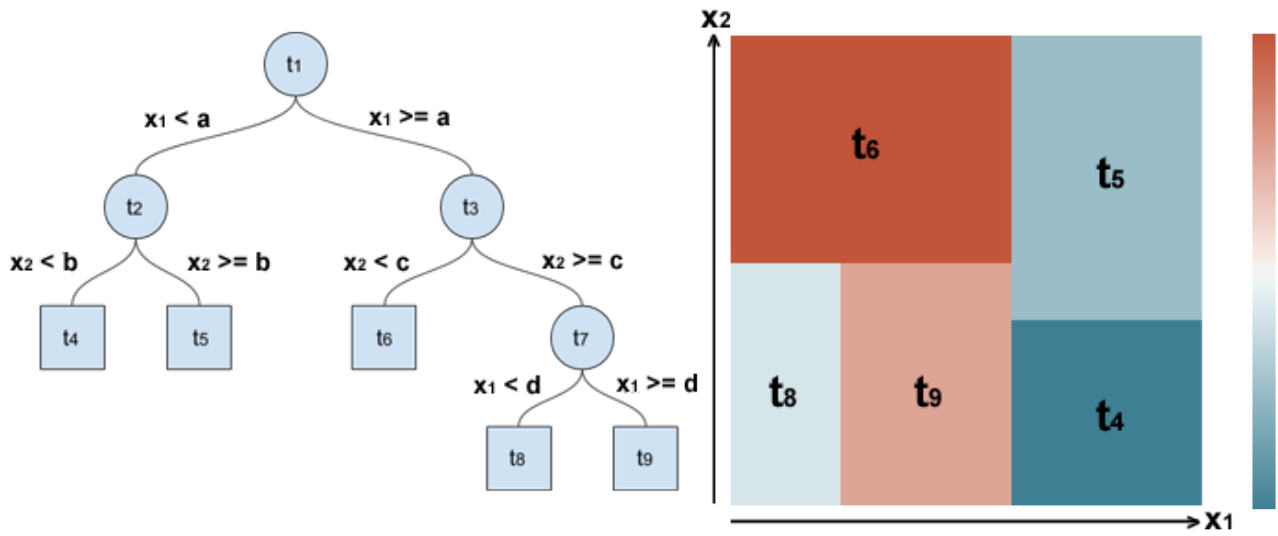 t1
x1 < a
x1 >= a
t2
t3
x2 < b
x2 >= b
x2 < c
x2 >= c
t4
t5
t6
t7
x1 < d
x1 >= d
t8
t9
x2
t6
t5
t8
t9
t4
x1